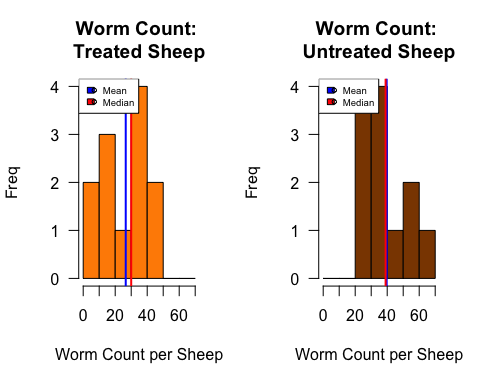 Worm Count:
Treated Sheep
4
3
2
1
0
Freq
Mean
Median
0 20 40 60
Worm Count per Sheep
Worm Count:
Untreated Sheep
4
3
2
1
0
Freq
Mean
Median
0 20 40 60
Worm Count per Sheep